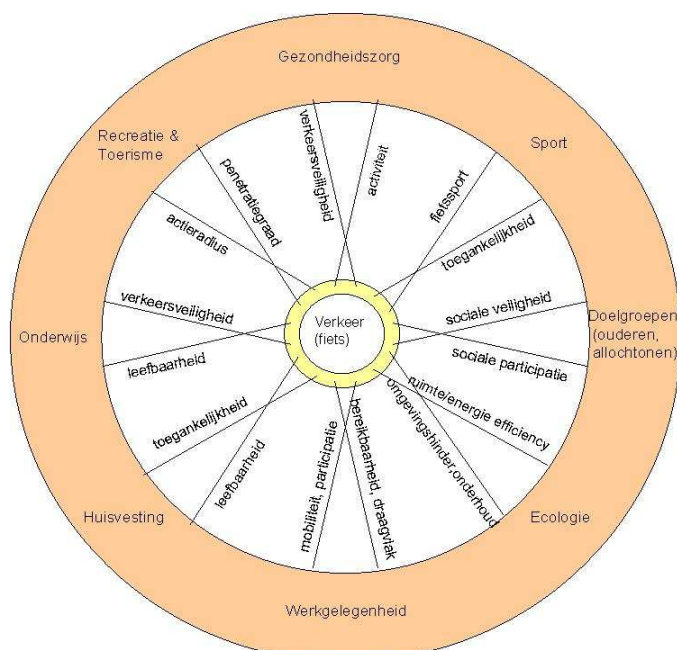 Gezondheidszorg
Recreatie &
Toerisme
Sport
verkeersveiligheid
activiteit
penetratiegraad
fietssport
actieradius
toegankelijkheid
verkeersveiligheid
sociale veiligheid
Onderwijs
Verkeer
(fiets)
Doelgroepen
(ouderen,
allochtonen)
leefbaarheid
sociale participatie
toegankelijkheid
ruimte/energie efficiency
leefbaarheid
mobiliteit, participatie
bereikbaarheid, draagvlak
omgevingshinder,onderhoud
Huisvesting
Ecologie
Werkgelegenheid